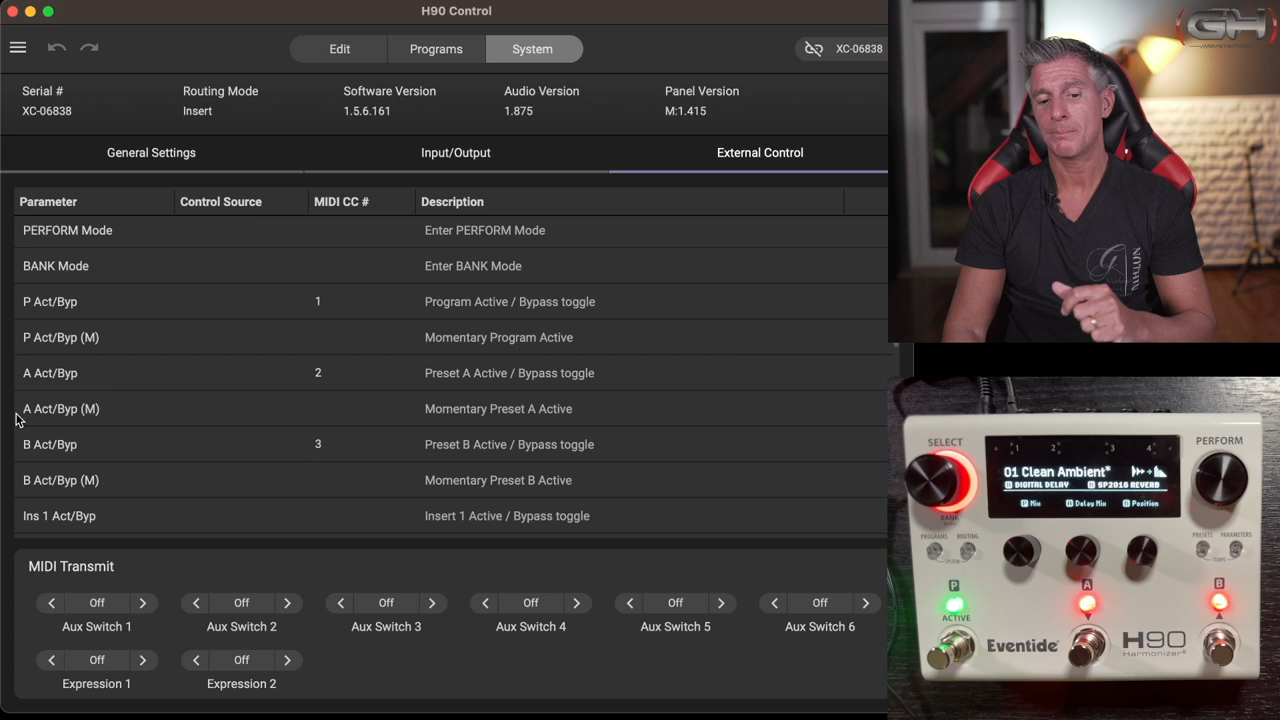 H90 Control
Edit
Programs
System
XC-06838
Serial #
XC-06838
Routing Mode
Insert
Software Version
1.5.6.161
Audio Version
1.875
Panel Version
M:1.415
General Settings
Input/Output
External Control
Parameter Control Source MIDI CC # Description
PERFORM Mode Enter PERFORM Mode
BANK Mode Enter BANK Mode
P Act/Byp 1 Program Active / Bypass toggle
P Act/Byp (M) Momentary Program Active
A Act/Byp 2 Preset A Active / Bypass toggle
A Act/Byp (M) Momentary Preset A Active
B Act/Byp 3 Preset B Active / Bypass toggle
B Act/Byp (M) Momentary Preset B Active
Ins 1 Act/Byp Insert 1 Active / Bypass toggle
MIDI Transmit
Off Off Off Off Off Off
Aux Switch 1 Aux Switch 2 Aux Switch 3 Aux Switch 4 Aux Switch 5 Aux Switch 6
Off Off
Expression 1 Expression 2
GH
SELECT
PERFORM
1 2 3 4
01 Clean Ambient*
DIGITAL DELAY SP2016 REVERB
Mix Delay Mix Position
BANK
PROGRAMS ROUTING
SYSTEM
PRESETS PARAMETERS
TEMPO
P A B
ACTIVE
Eventide®
H90
Harmonizer®